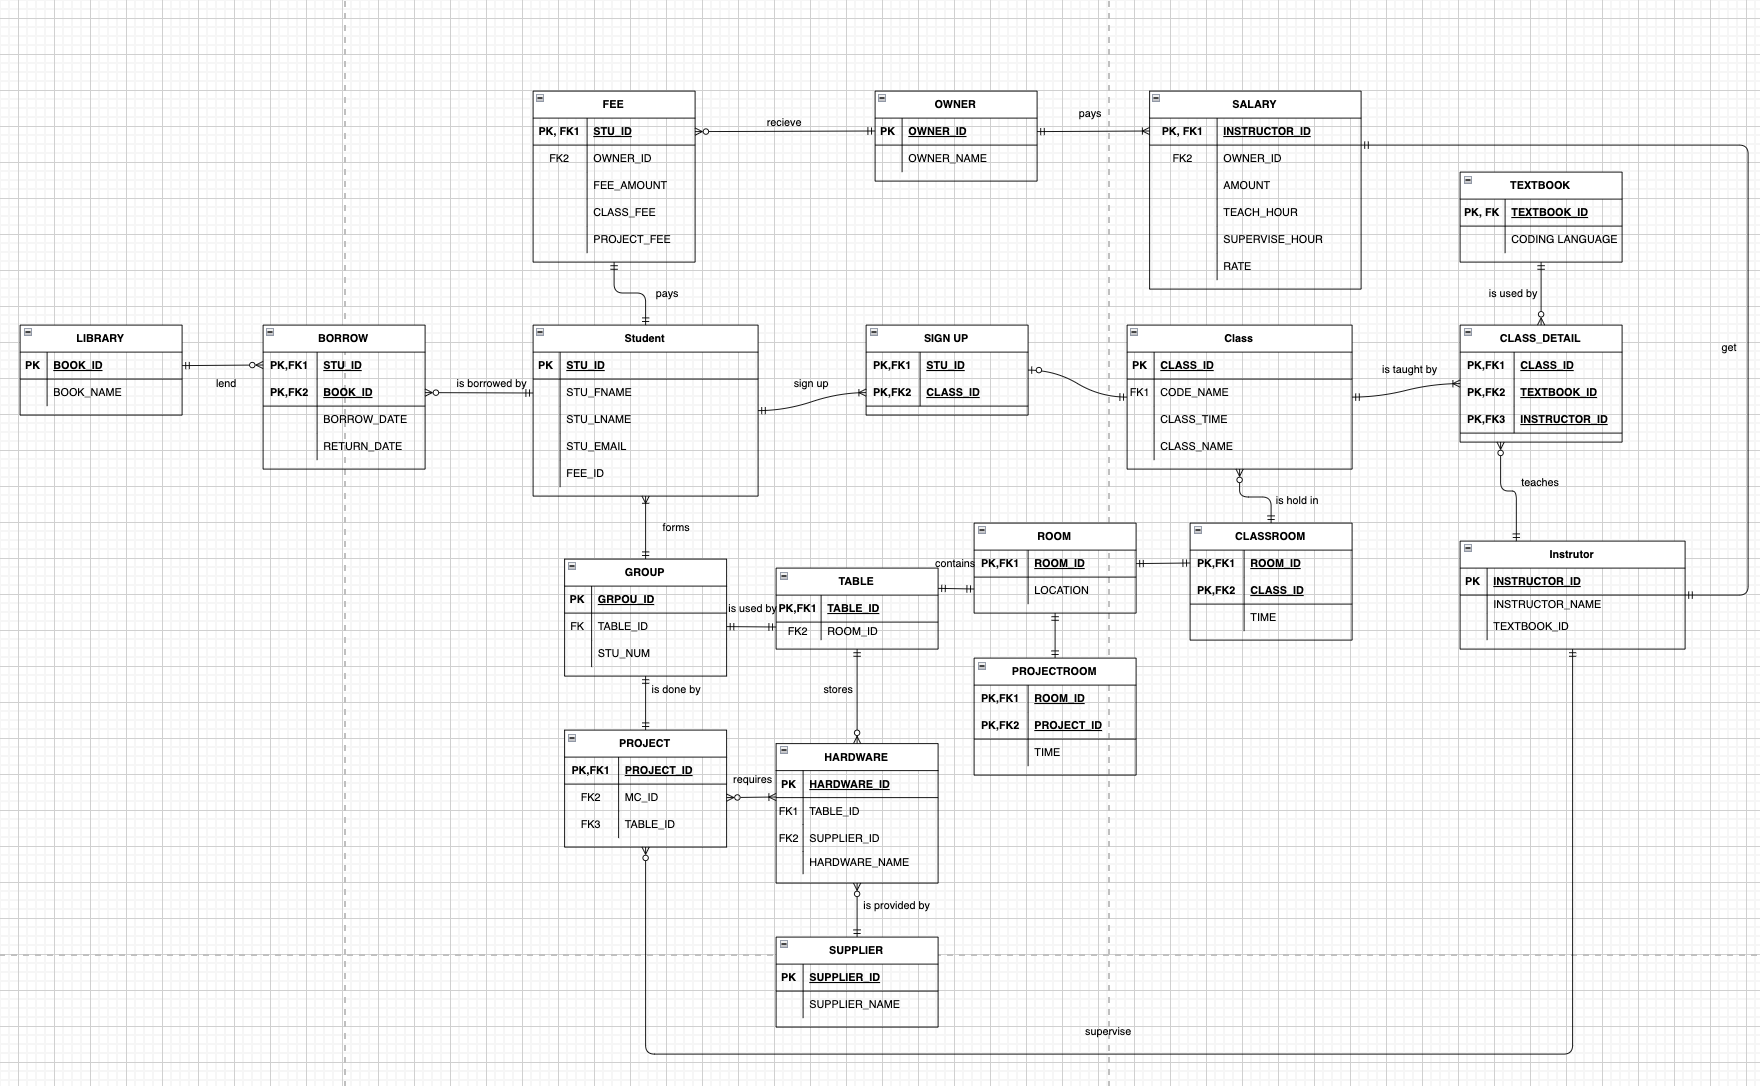 FEE
PK, FK1 STU_ID
FK2 OWNER_ID
FEE_AMOUNT
CLASS_FEE
PROJECT_FEE
recieve
OWNER
PK OWNER_ID
OWNER_NAME
pays
SALARY
PK, FK1 INSTRUCTOR_ID
FK2 OWNER_ID
AMOUNT
TEACH_HOUR
SUPERVISE_HOUR
RATE
TEXTBOOK
PK, FK TEXTBOOK_ID
CODING LANGUAGE
pays
is used by
get
LIBRARY
PK BOOK_ID
BOOK_NAME
lend
BORROW
PK,FK1 STU_ID
PK,FK2 BOOK_ID
BORROW_DATE
RETURN_DATE
is borrowed by
Student
PK STU_ID
STU_FNAME
STU_LNAME
STU_EMAIL
FEE_ID
sign up
SIGN UP
PK,FK1 STU_ID
PK,FK2 CLASS_ID
Class
PK CLASS_ID
FK1 CODE_NAME
CLASS_TIME
CLASS_NAME
is taught by
CLASS_DETAIL
PK,FK1 CLASS_ID
PK,FK2 TEXTBOOK_ID
PK,FK3 INSTRUCTOR_ID
teaches
is hold in
forms
GROUP
PK GRPOU_ID
FK TABLE_ID
STU_NUM
is used by
TABLE
PK,FK1 TABLE_ID
FK2 ROOM_ID
contains
ROOM
PK,FK1 ROOM_ID
LOCATION
CLASSROOM
PK,FK1 ROOM_ID
PK,FK2 CLASS_ID
TIME
Instrutor
PK INSTRUCTOR_ID
INSTRUCTOR_NAME
TEXTBOOK_ID
is done by
stores
PROJECTROOM
PK,FK1 ROOM_ID
PK,FK2 PROJECT_ID
TIME
PROJECT
PK,FK1 PROJECT_ID
FK2 MC_ID
FK3 TABLE_ID
requires
HARDWARE
PK HARDWARE_ID
FK1 TABLE_ID
FK2 SUPPLIER_ID
HARDWARE_NAME
is provided by
SUPPLIER
PK SUPPLIER_ID
SUPPLIER_NAME
supervise